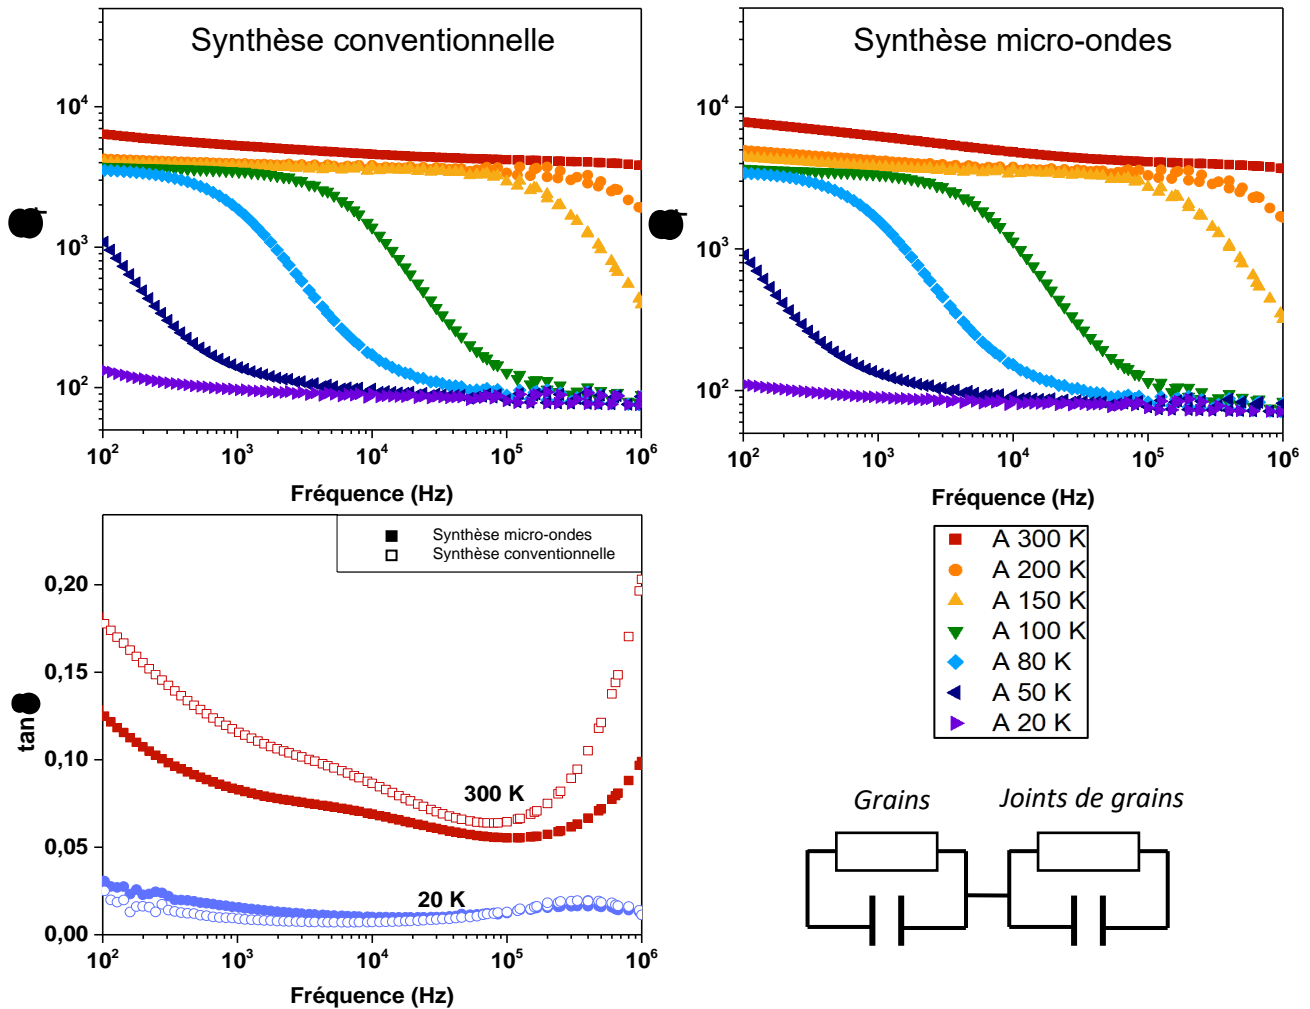 Synthèse conventionnelle
10⁴
10³
10²
10² 10³ 10⁴ 10⁵ 10⁶
Fréquence (Hz)
Synthèse micro-ondes
10⁴
10³
10²
10² 10³ 10⁴ 10⁵ 10⁶
Fréquence (Hz)
Synthèse micro-ondes
Synthèse conventionnelle
0,20
0,15
0,10
0,05
0,00
tan
300 K
20 K
10² 10³ 10⁴ 10⁵ 10⁶
Fréquence (Hz)
A 300 K
A 200 K
A 150 K
A 100 K
A 80 K
A 50 K
A 20 K
Grains
Joints de grains